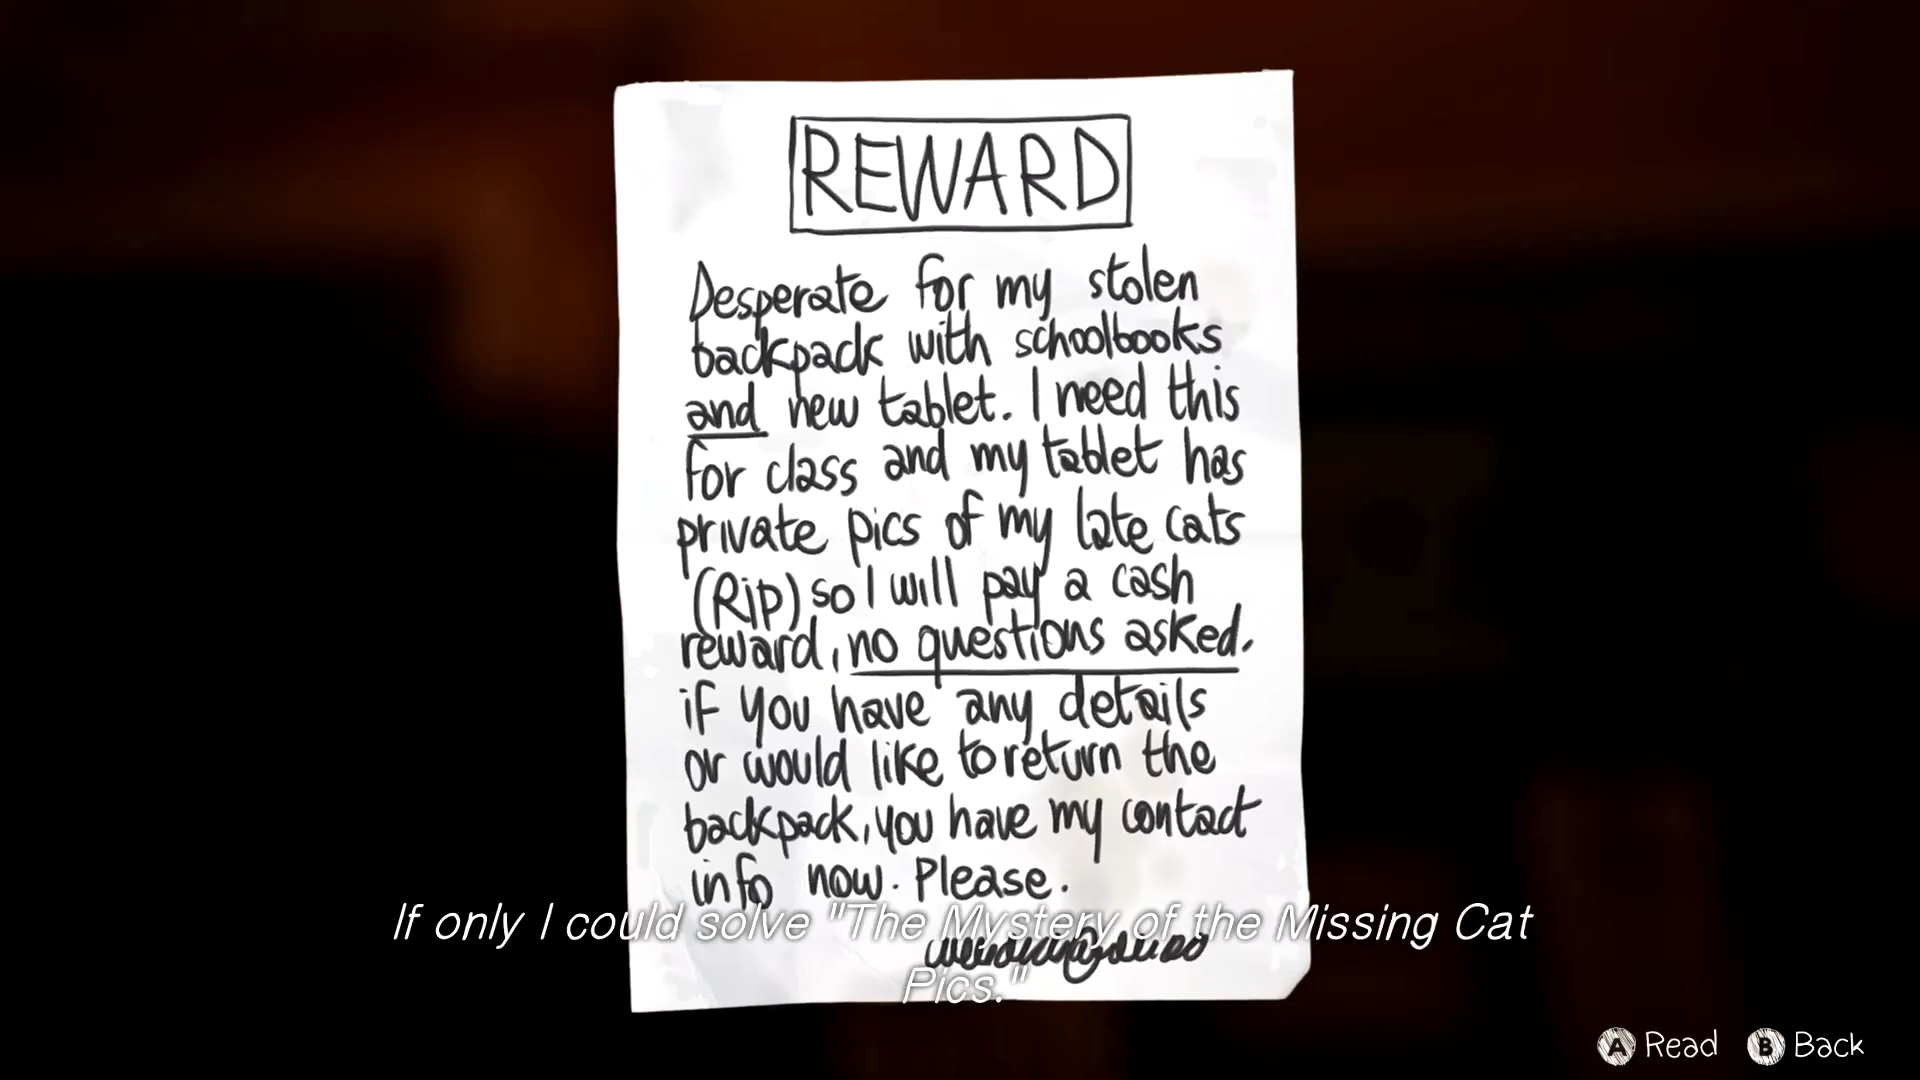 REWARD
Desperate for my stolen
backpack with schoolbooks
and new tablet. I need this
for class and my tablet has
private pics of my late cats
(RiP) so I will pay a cash
reward, no questions asked.
if you have any details
or would like to return the
backpack, you have my contact
info now. Please.
If only I could solve "The Mystery of the Missing Cat
Pics."
A Read B Back